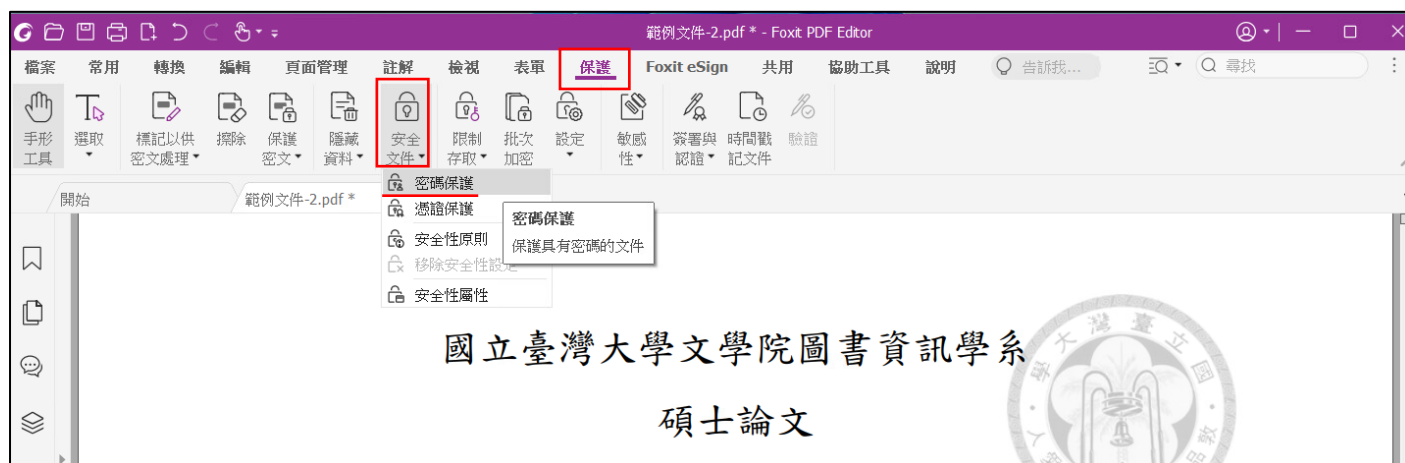 範例文件-2.pdf * - Foxit PDF Editor
檔案 常用 轉換 編輯 頁面管理 註解 檢視 表單 保護 Foxit eSign 共用 協助工具 說明 告訴我... 尋找
手形 選取 標記以供 擦除 保護 隱藏 安全 限制 批次 設定 敏感 簽署與 時間戳 驗證
工具 密文處理 密文 資料 文件 存取 加密 性 認證 記文件
開始 範例文件-2.pdf *
密碼保護
憑證保護
密碼保護
安全性原則
保護具有密碼的文件
移除安全性設定
安全性屬性
國立臺灣大學文學院圖書資訊學系
碩士論文
學 大 灣 臺 立 國